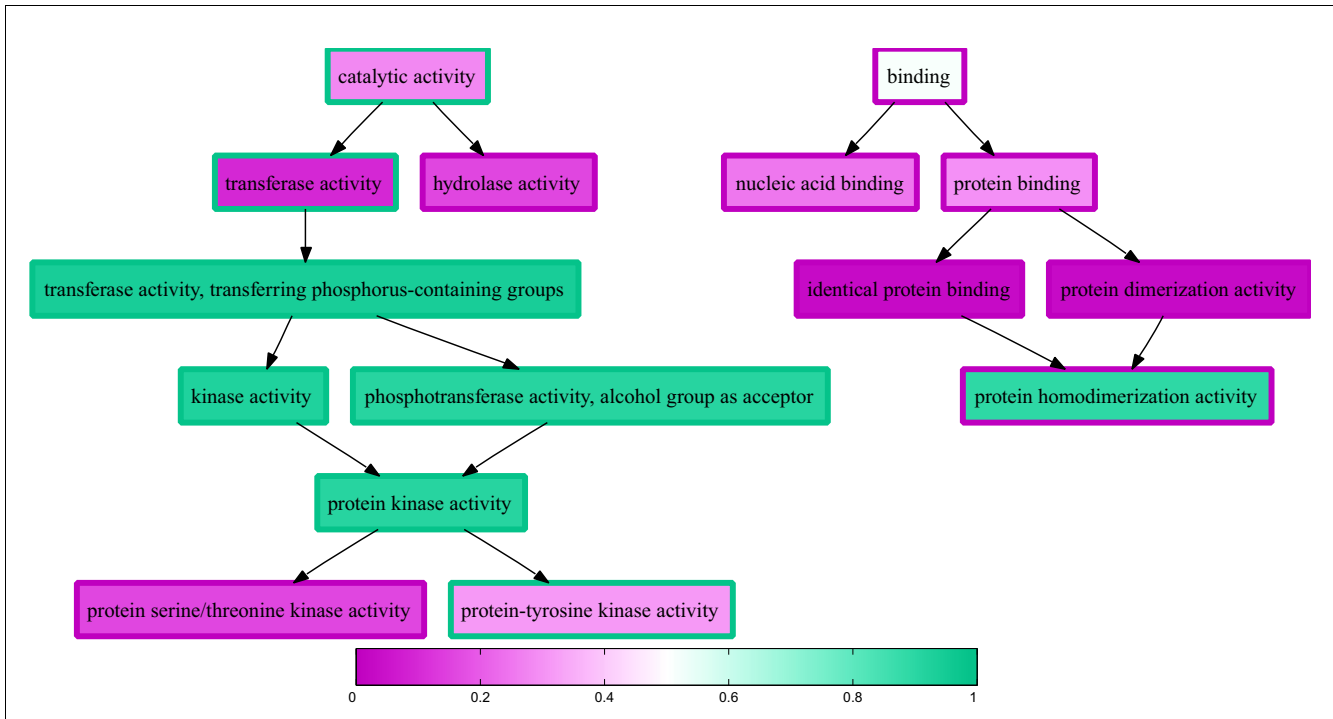 catalytic activity
binding
transferase activity
hydrolase activity
nucleic acid binding
protein binding
transferase activity, transferring phosphorus-containing groups
identical protein binding
protein dimerization activity
kinase activity
phosphotransferase activity, alcohol group as acceptor
protein homodimerization activity
protein kinase activity
protein serine/threonine kinase activity
protein-tyrosine kinase activity
0 0.2 0.4 0.6 0.8 1